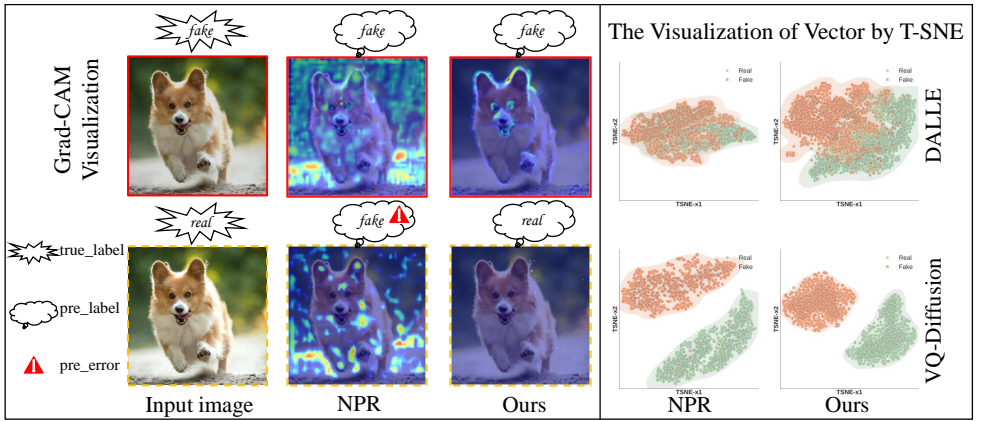 fake
fake
fake
Grad-CAM
Visualization
real
fake
real
true_label
pre_label
pre_error
Input image
NPR
Ours
The Visualization of Vector by T-SNE
Real
Fake
TSNE-x2
TSNE-x1
Real
Fake
TSNE-x2
TSNE-x1
DALLE
Real
Fake
TSNE-x2
TSNE-x1
Real
Fake
TSNE-x2
TSNE-x1
VQ-Diffusion
NPR
Ours